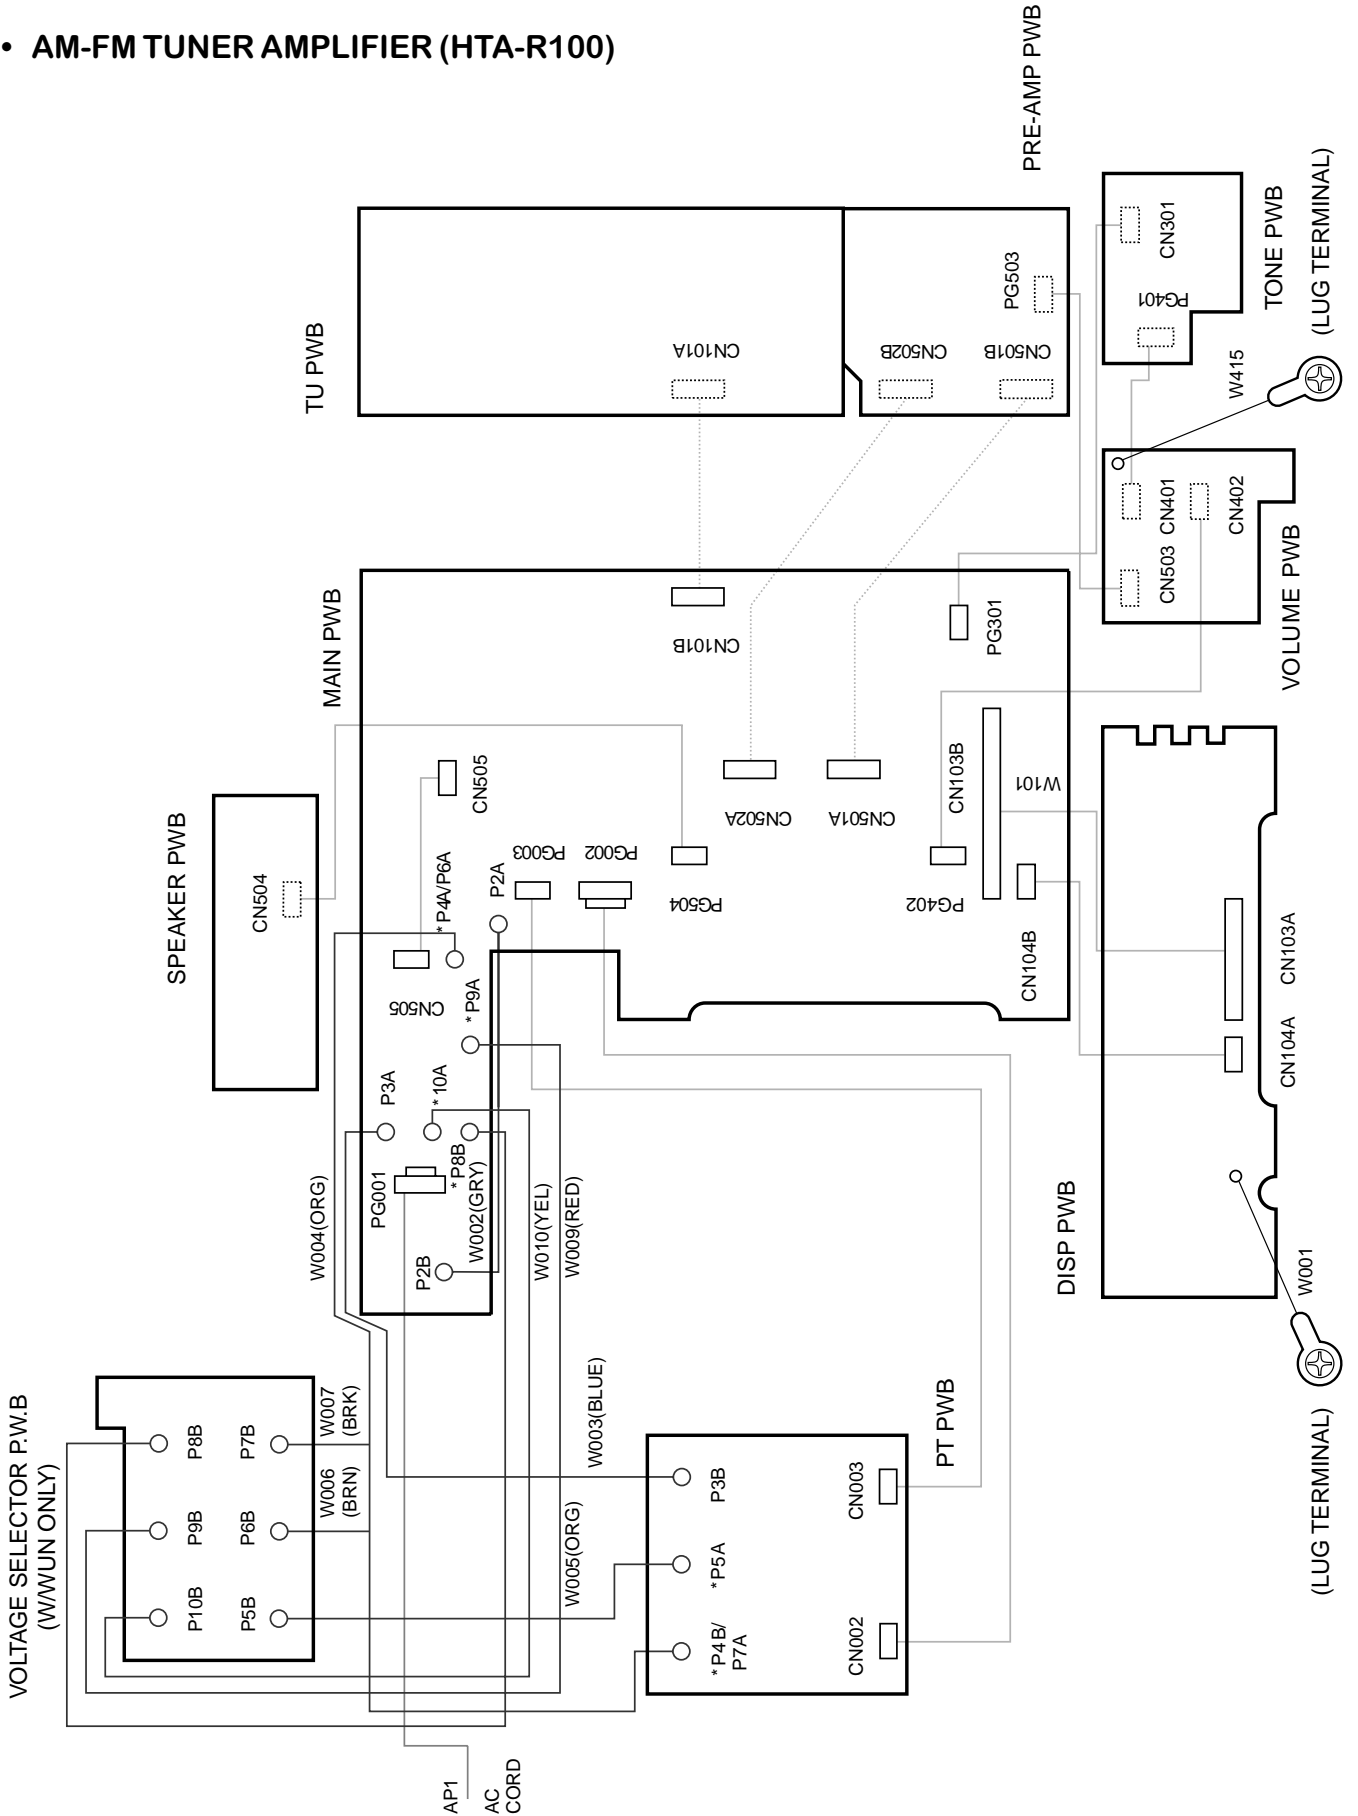 • AM-FM TUNER AMPLIFIER (HTA-R100)
PRE-AMP PWB
TU PWB
CN101A
CN502B
CN501B
PG503
CN301
PG401
TONE PWB
(LUG TERMINAL)
W415
MAIN PWB
CN101B
PG301
CN503
CN401
CN402
VOLUME PWB
SPEAKER PWB
CN504
CN505
*P4A/P6A
P2A
PG003
PG002
PG504
CN502A
CN501A
CN103B
W101
PG402
CN104B
CN505
*P9A
P3A
*10A
*P8B
PG001
P2B
W004(ORG)
W002(GRY)
W010(YEL)
W009(RED)
CN103A
CN104A
DISP PWB
W001
(LUG TERMINAL)
VOLTAGE SELECTOR P.W.B
(W/WUN ONLY)
P8B
P7B
P9B
P6B
P10B
P5B
W007
(BRK)
W006
(BRN)
W003(BLUE)
W005(ORG)
PT PWB
P3B
*P5A
*P4B/
P7A
CN003
CN002
AP1
AC
CORD